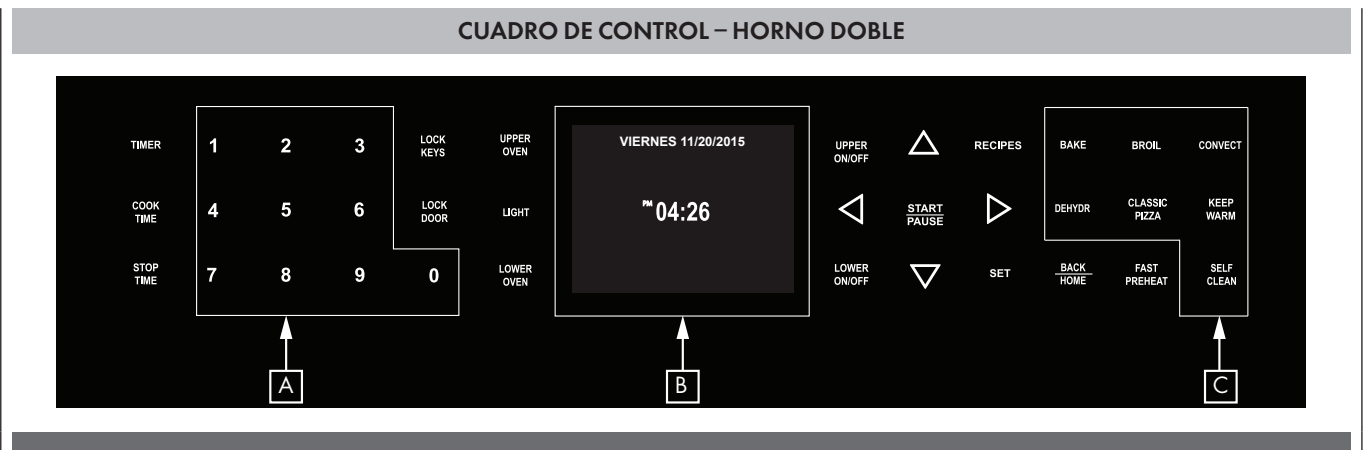 CUADRO DE CONTROL – HORNO DOBLE
TIMER
1 2 3
LOCK
KEYS
UPPER
OVEN
VIERNES 11/20/2015
UPPER
ON/OFF
RECIPES
BAKE
BROIL
CONVECT
COOK
TIME
4 5 6
LOCK
DOOR
LIGHT
PM 04:26
START
PAUSE
DEHYDR
CLASSIC
PIZZA
KEEP
WARM
STOP
TIME
7 8 9 0
LOWER
OVEN
LOWER
ON/OFF
SET
BACK
HOME
FAST
PREHEAT
SELF
CLEAN
A
B
C